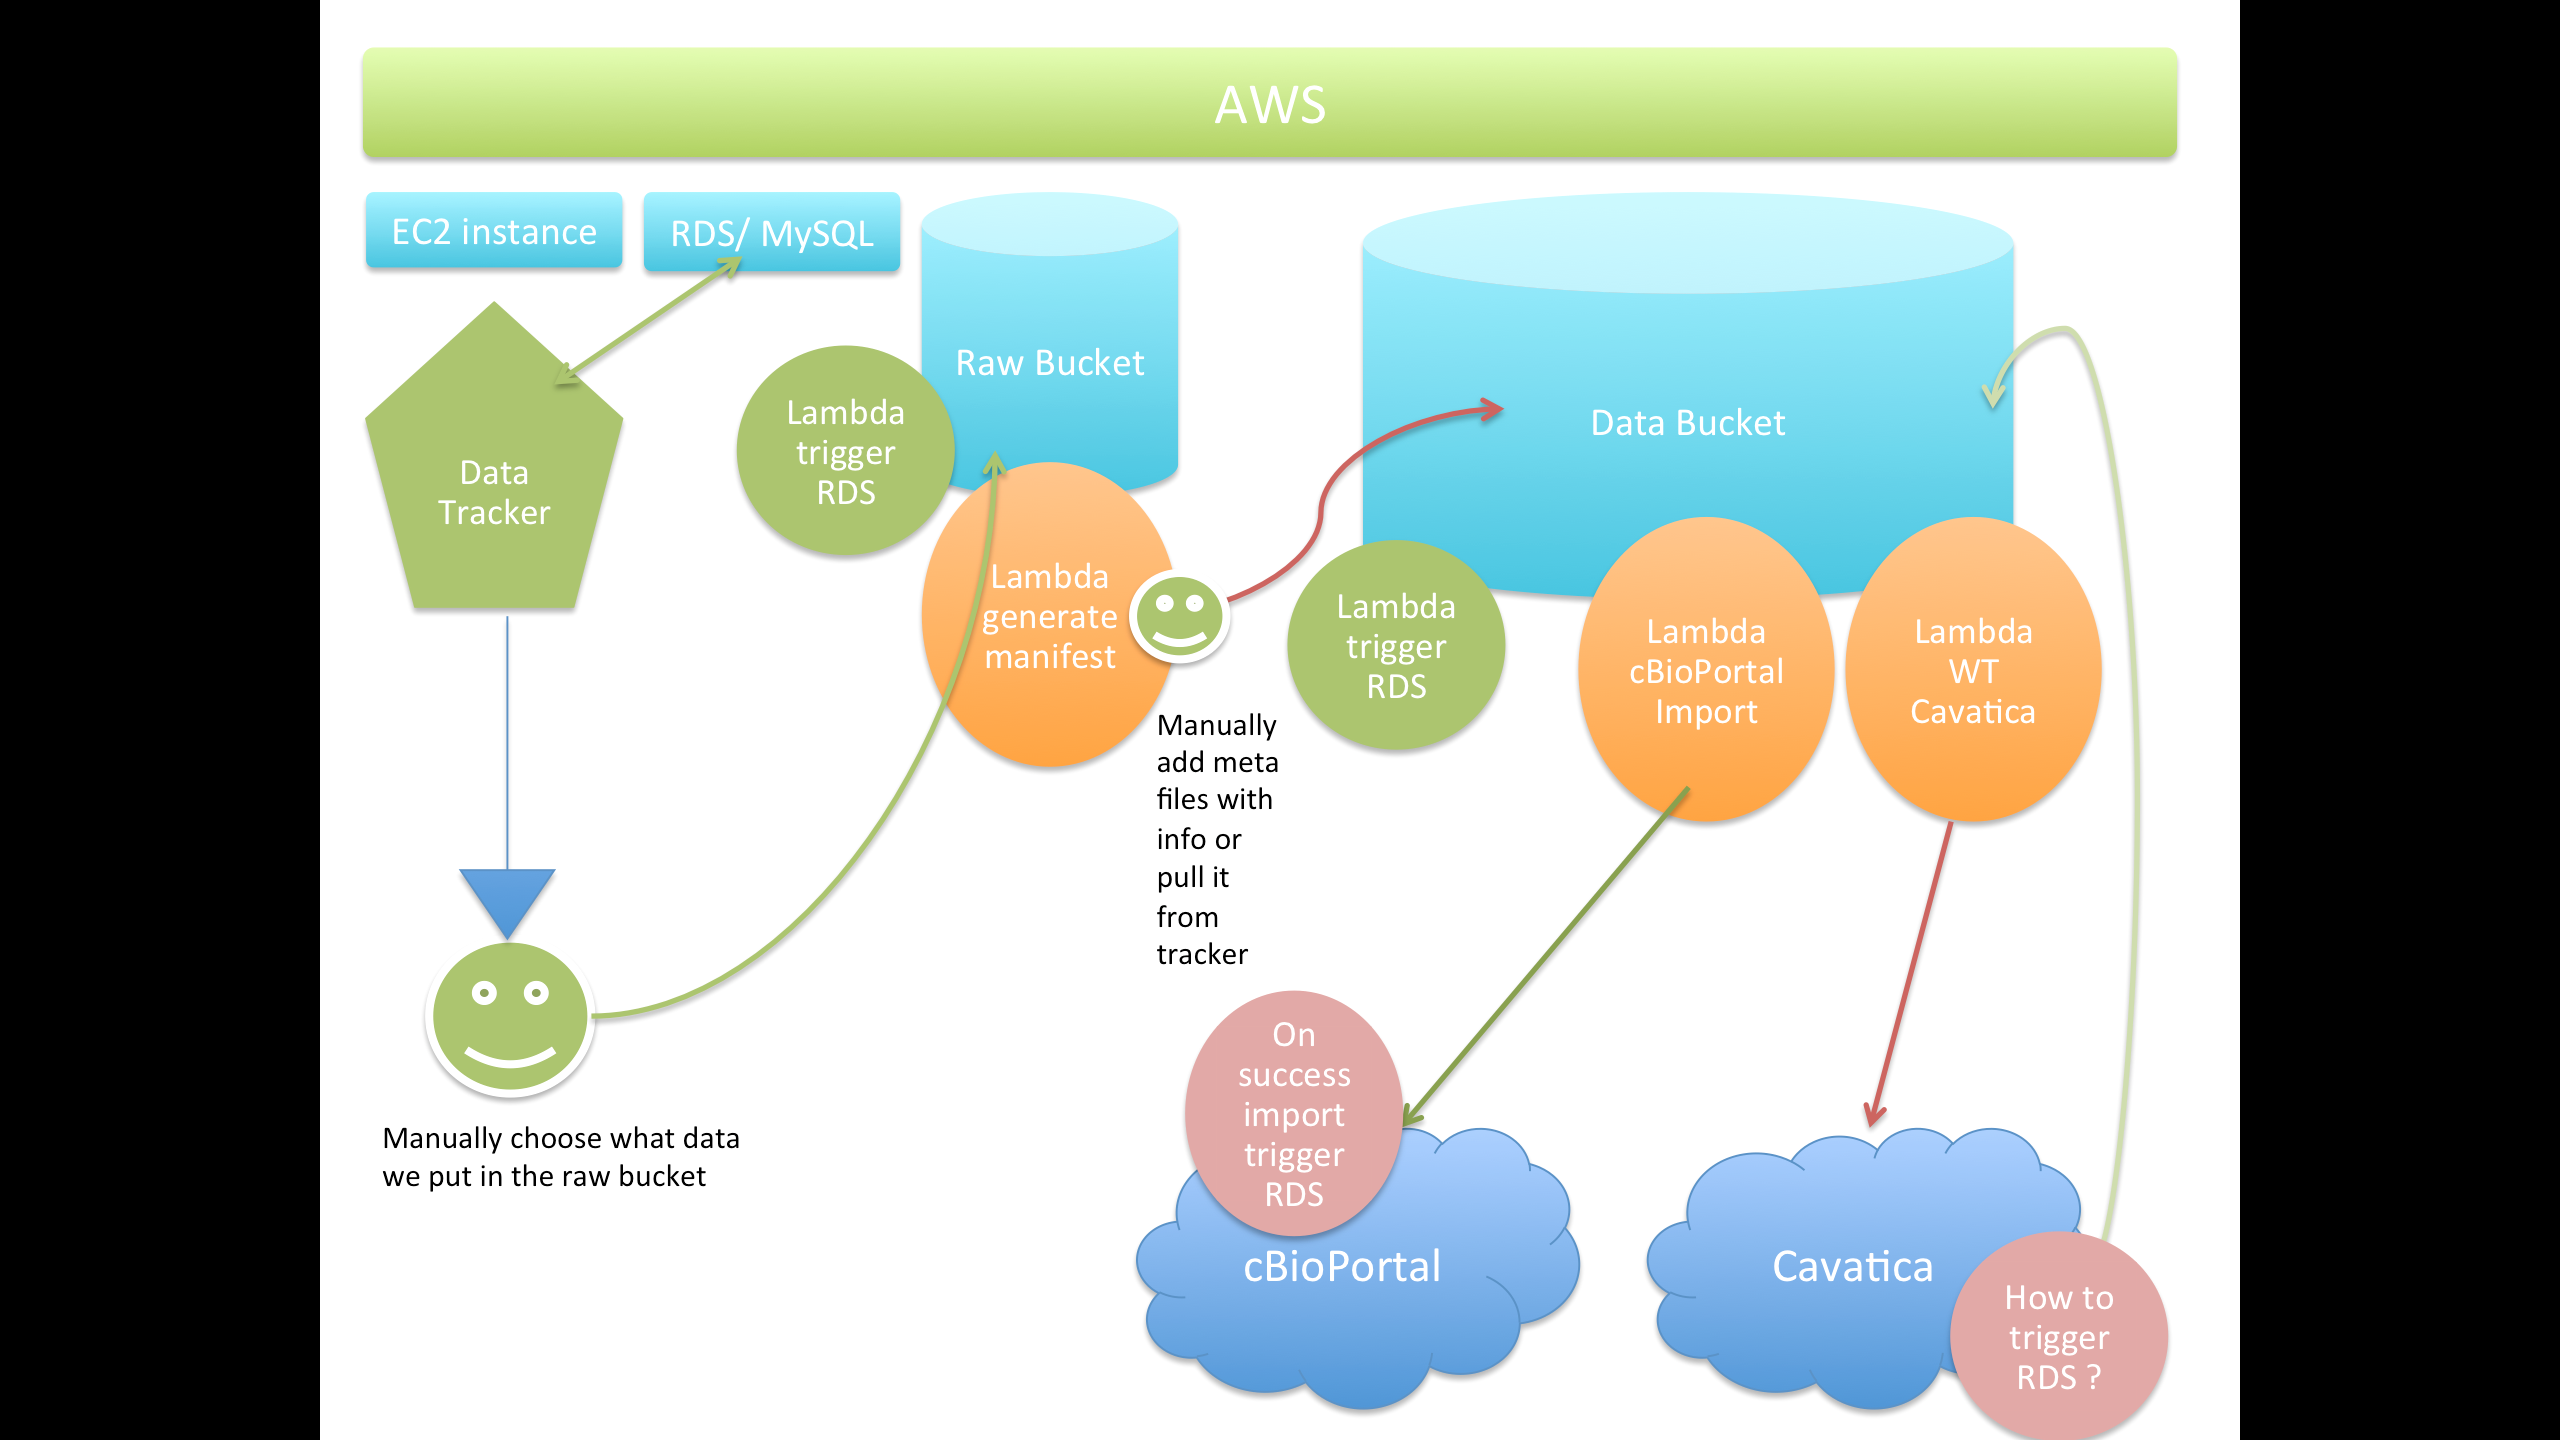 AWS
EC2 instance
RDS/ MySQL
Raw Bucket
Data Bucket
Lambda
trigger
RDS
Data
Tracker
Lambda
generate
manifest
Lambda
trigger
RDS
Lambda
cBioPortal
Import
Lambda
WT
Cavatica
Manually
add meta
files with
info or
pull it
from
tracker
Manually choose what data
we put in the raw bucket
On
success
import
trigger
RDS
cBioPortal
Cavatica
How to
trigger
RDS ?